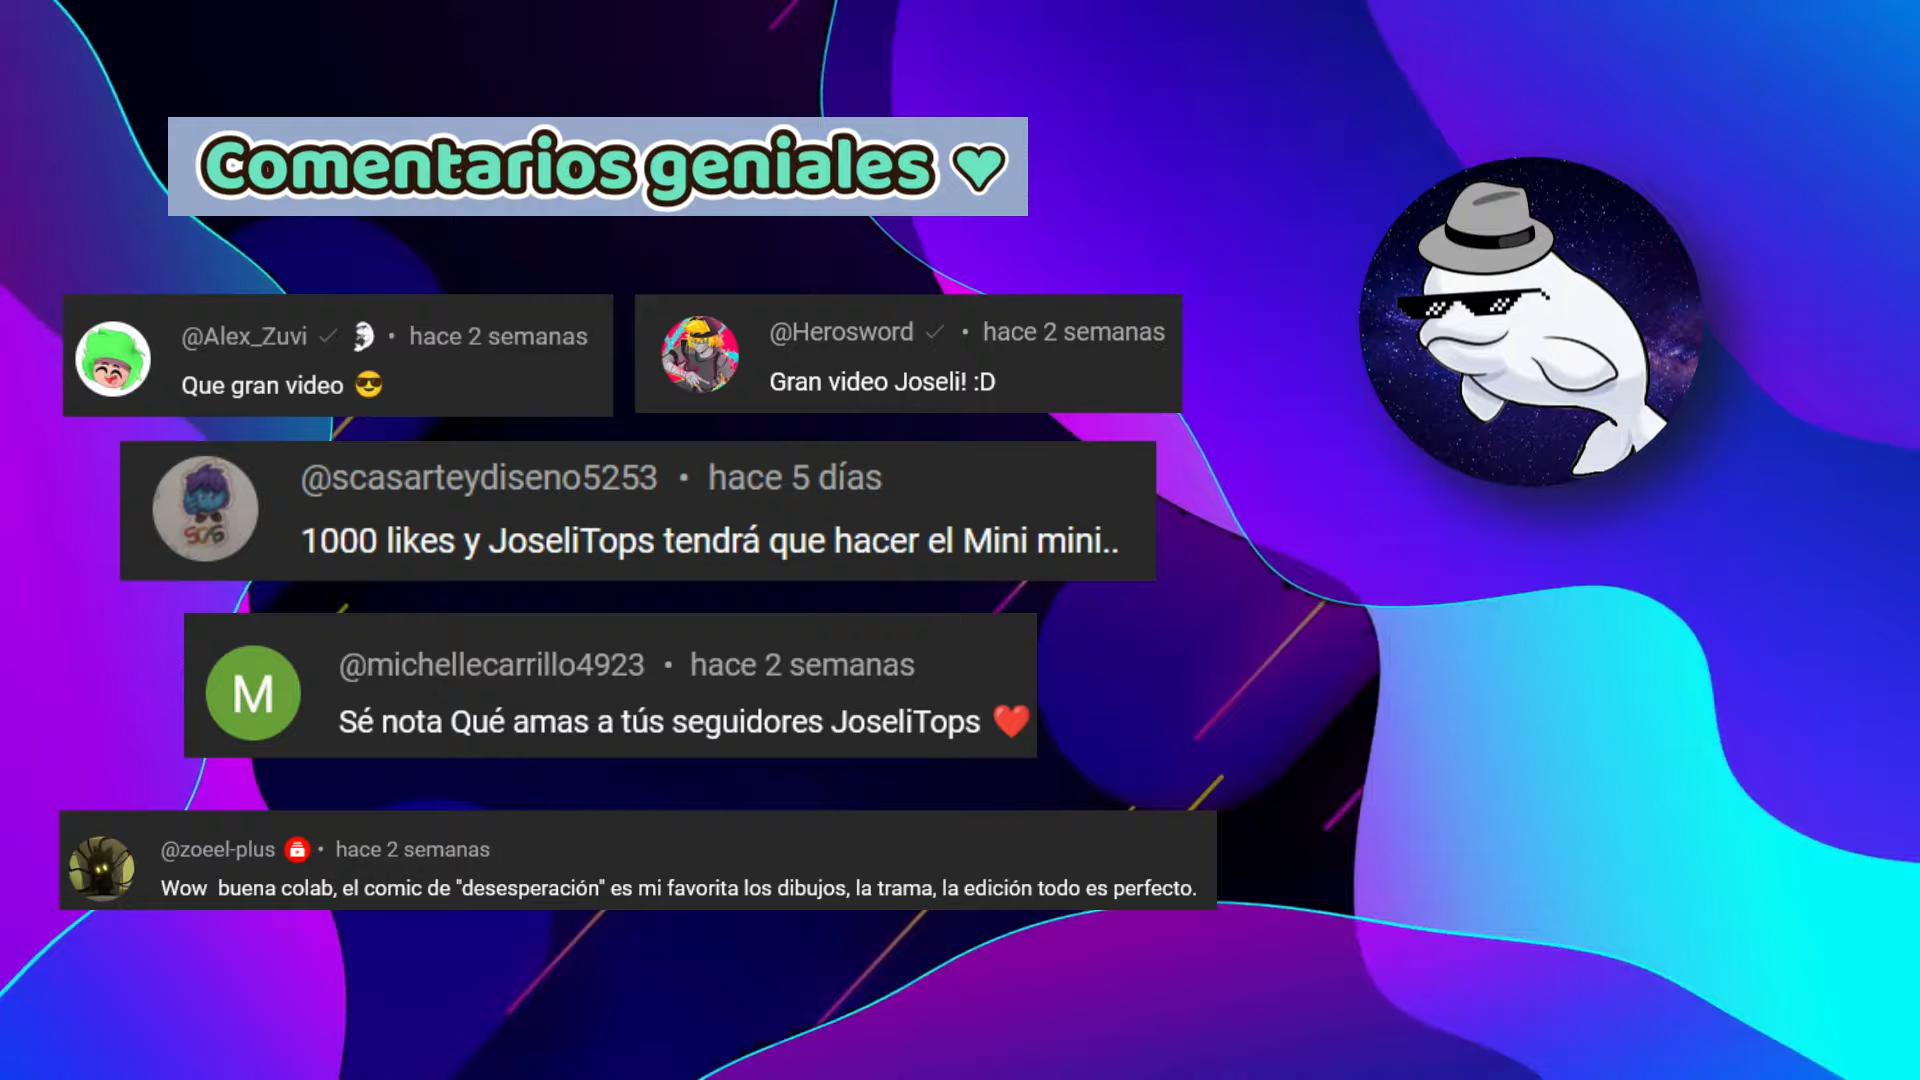 Comentarios geniales ♥
@Alex_Zuvi ✓ • hace 2 semanas
Que gran video 😎
@Herosword ✓ • hace 2 semanas
Gran video Joseli! :D
@scasarteydiseno5253 • hace 5 días
SCS
1000 likes y JoseliTops tendrá que hacer el Mini mini..
@michellecarrillo4923 • hace 2 semanas
M
Sé nota Qué amas a tús seguidores JoseliTops ❤️
@zoeel-plus • hace 2 semanas
Wow buena colab, el comic de "desesperación" es mi favorita los dibujos, la trama, la edición todo es perfecto.